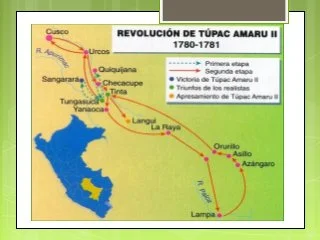 REVOLUCIÓN DE TÚPAC AMARU II
1780-1781
Primera etapa
Segunda etapa
Victoria de Túpac Amaru II
Triunfos de los realistas
Apresamiento de Túpac Amaru II
Cusco
R. Apurímac
Urcos
Quiquijana
Sangarará
Checacupe
Tinta
Tungasuca
Yanaoca
Langui
La Raya
Orurillo
Asillo
Azángaro
Lampa